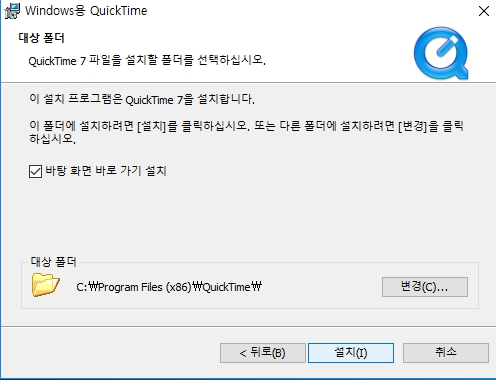 Windows용 QuickTime
대상 폴더
QuickTime 7 파일을 설치할 폴더를 선택하십시오.
이 설치 프로그램은 QuickTime 7을 설치합니다.
이 폴더에 설치하려면 [설치]를 클릭하십시오. 또는 다른 폴더에 설치하려면 [변경]을 클릭
하십시오.
바탕 화면 바로 가기 설치
대상 폴더
C:₩Program Files (x86)₩QuickTime₩
변경(C)...
< 뒤로(B)
설치(I)
취소